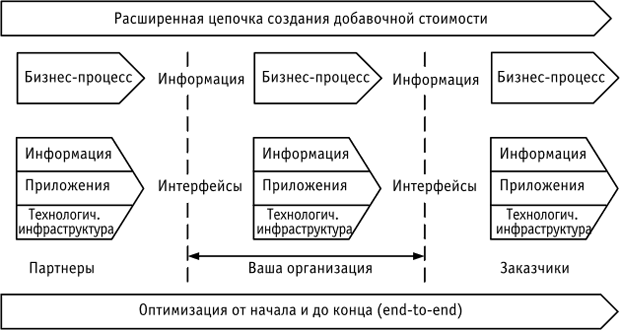 Расширенная цепочка создания добавочной стоимости
Бизнес-процесс
Информация
Бизнес-процесс
Информация
Бизнес-процесс
Информация
Приложения
Технологич.
инфраструктура
Интерфейсы
Информация
Приложения
Технологич.
инфраструктура
Интерфейсы
Информация
Приложения
Технологич.
инфраструктура
Партнеры
Ваша организация
Заказчики
Оптимизация от начала и до конца (end-to-end)